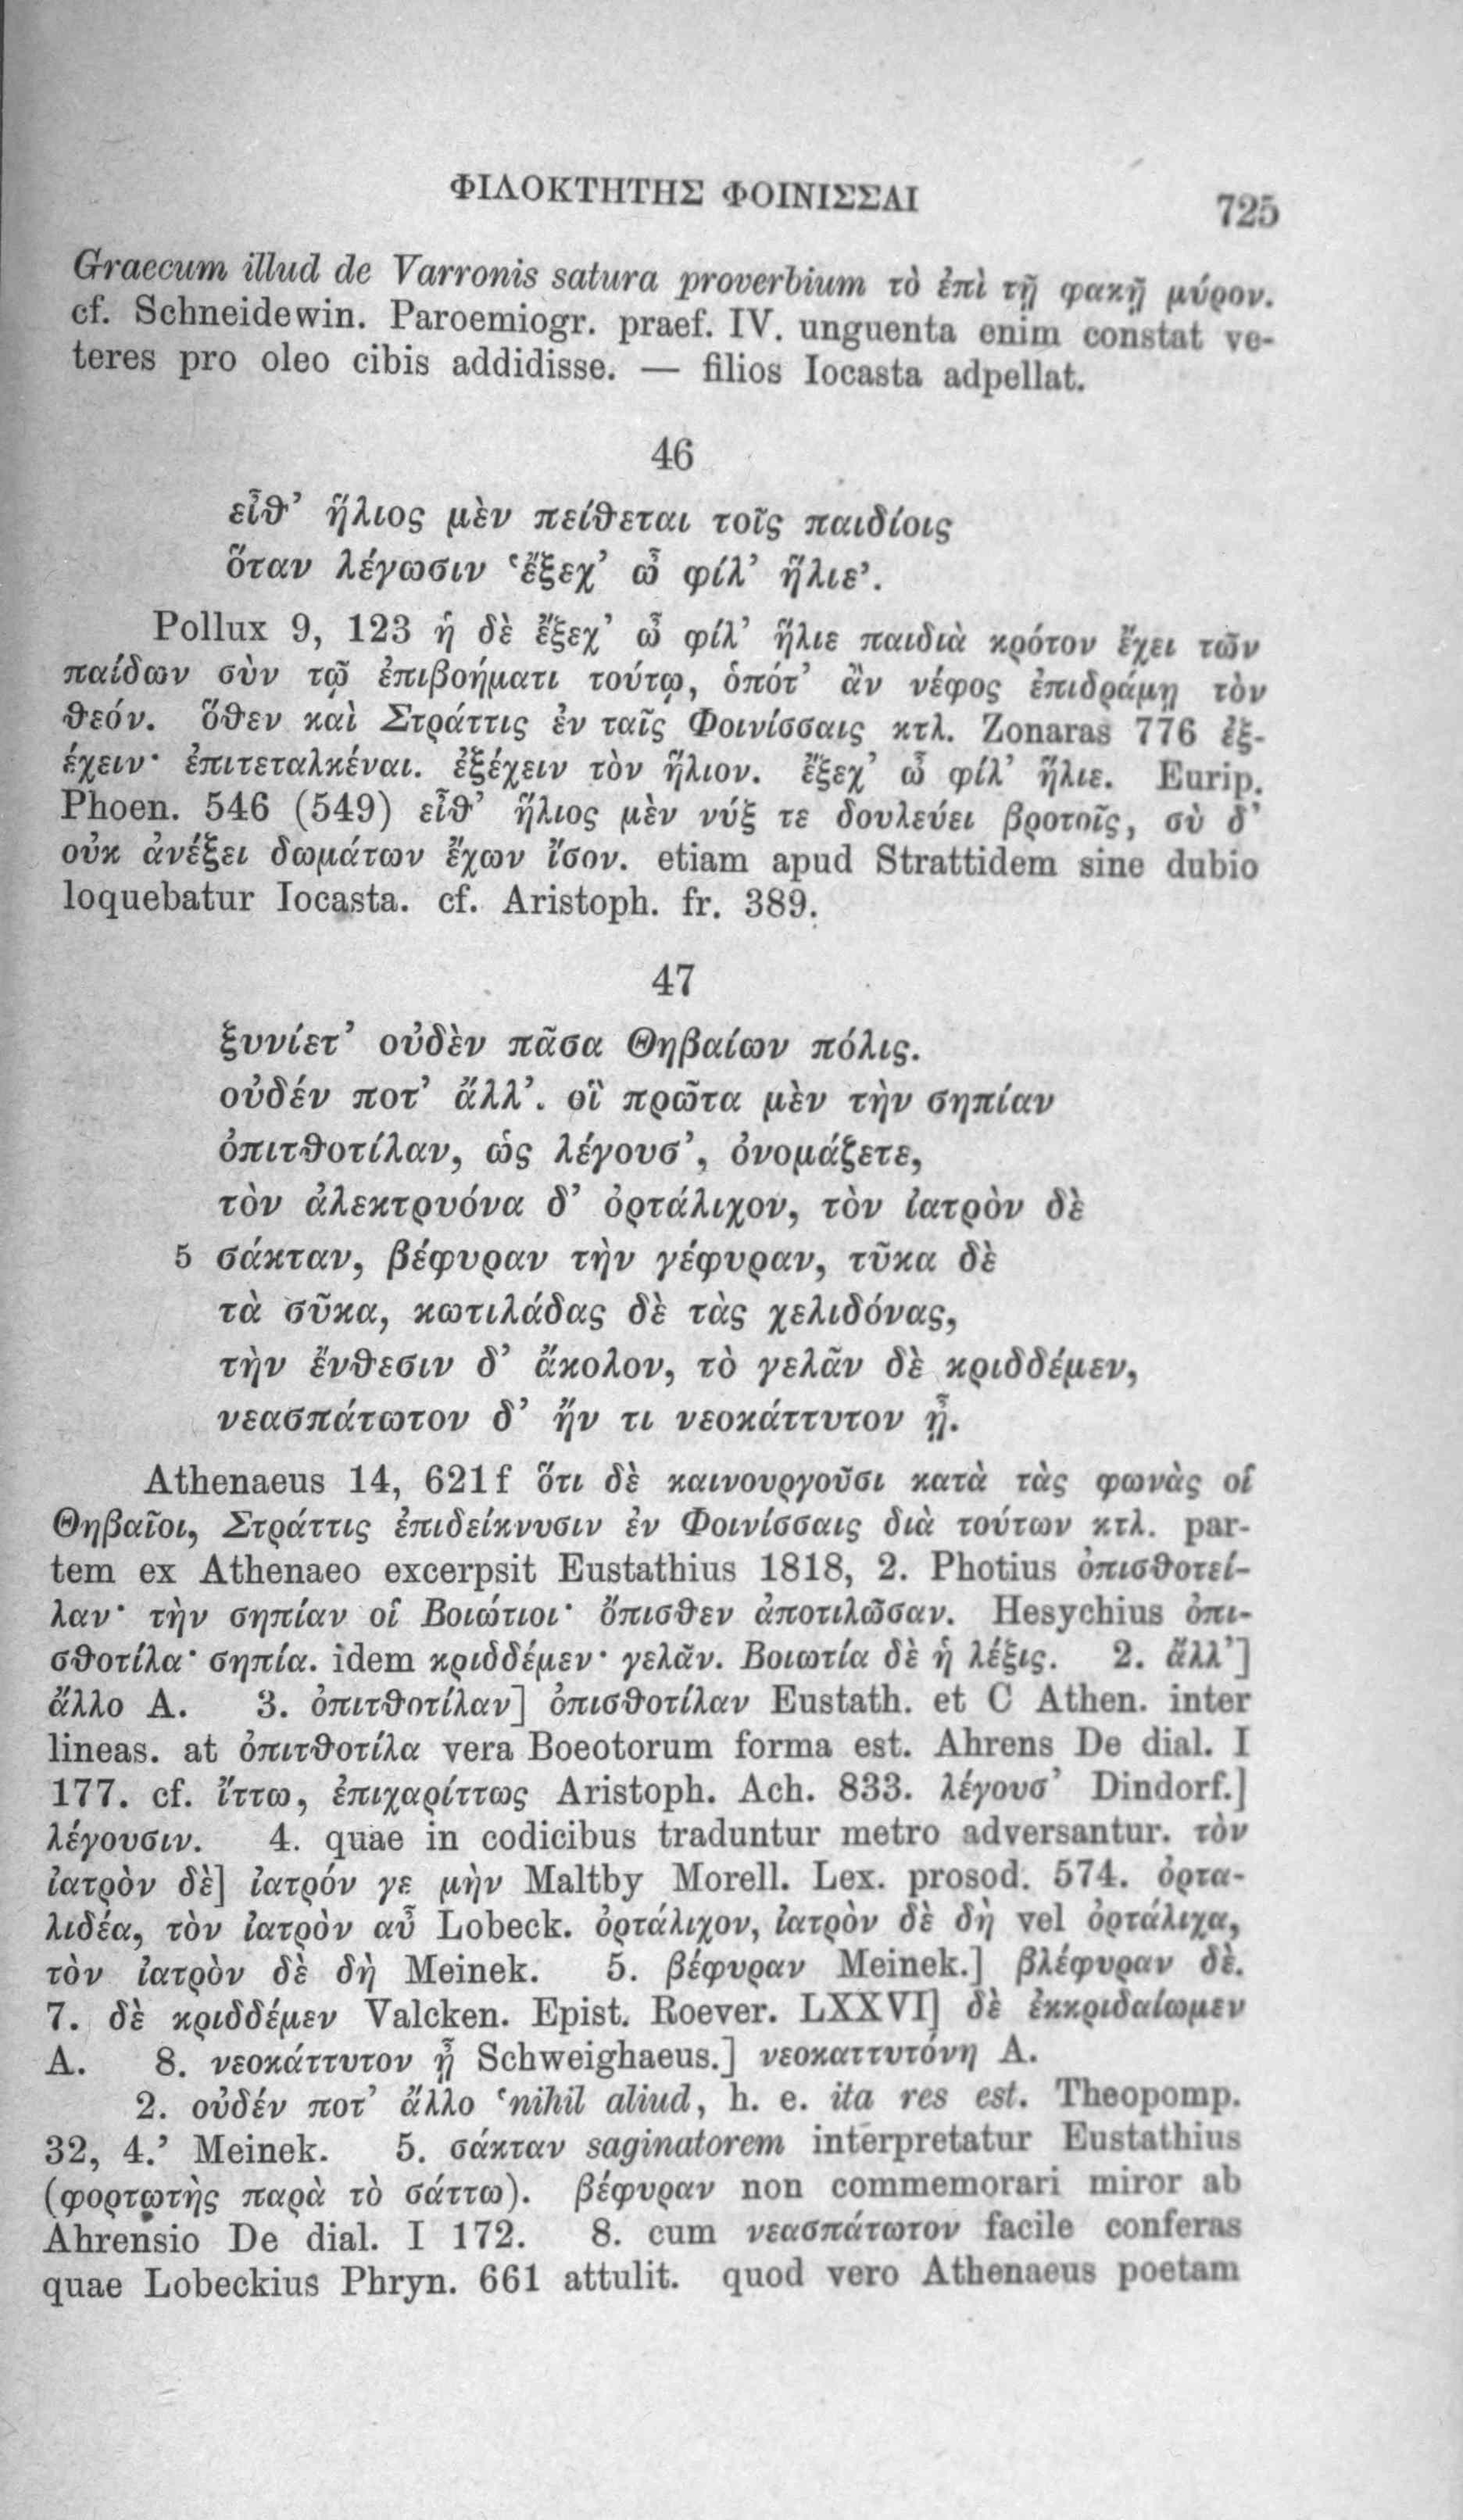 ΦΙΛΟΚΤΗΤΗΣ ΦΟΙΝΙΣΣΑΙ 725
Graecum illud de Varronis satura proverbium τὸ ἐπὶ τῇ φακῇ μύρον.
cf. Schneidewin. Paroemiogr. praef. IV. unguenta enim constat ve-
teres pro oleo cibis addidisse. — filios Iocasta adpellat.
46
εἶθ’ ἥλιος μὲν πείθεται τοῖς παιδίοις
ὅταν λέγωσιν ‘ἔξεχ’ ὦ φίλ’ ἥλιε’.
Pollux 9, 123 ἡ δὲ ἔξεχ’ ὦ φίλ’ ἥλιε παιδιὰ κρότον ἔχει τῶν
παίδων σὺν τῷ ἐπιβοήματι τούτῳ, ὁπότ’ ἂν νέφος ἐπιδράμῃ τὸν
θεόν. ὅθεν καὶ Στράττις ἐν ταῖς Φοινίσσαις κτλ. Zonaras 776 ἐξ-
έχειν· ἐπιτεταλκέναι. ἐξέχειν τὸν ἥλιον. ἔξεχ’ ὦ φίλ’ ἥλιε. Eurip.
Phoen. 546 (549) εἶθ’ ἥλιος μὲν νύξ τε δουλεύει βροτοῖς, σὺ δ’
οὐκ ἀνέξει δωμάτων ἔχων ἴσον. etiam apud Strattidem sine dubio
loquebatur Iocasta. cf. Aristoph. fr. 389.
47
ξυνίετ’ οὐδὲν πᾶσα Θηβαίων πόλις.
οὐδέν ποτ’ ἄλλ’. οἳ πρῶτα μὲν τὴν σηπίαν
ὀπιτθοτίλαν, ὡς λέγουσ’, ὀνομάζετε,
τὸν ἀλεκτρυόνα δ’ ὀρτάλιχον, τὸν ἰατρὸν δὲ
5 σάκταν, βέφυραν τὴν γέφυραν, τῦκα δὲ
τὰ σῦκα, κωτιλάδας δὲ τὰς χελιδόνας,
τὴν ἔνθεσιν δ’ ἄκολον, τὸ γελᾶν δὲ κριδδέμεν,
νεασπάτωτον δ’ ἤν τι νεοκάττυτον ᾖ.
Athenaeus 14, 621f ὅτι δὲ καινουργοῦσι κατὰ τὰς φωνὰς οἱ
Θηβαῖοι, Στράττις ἐπιδείκνυσιν ἐν Φοινίσσαις διὰ τούτων κτλ. par-
tem ex Athenaeo excerpsit Eustathius 1818, 2. Photius ὀπισθοτεί-
λαν· τὴν σηπίαν οἱ Βοιώτιοι· ὄπισθεν ἀποτιλῶσαν. Hesychius ὀπι-
σθοτίλα· σηπία. idem κριδδέμεν· γελᾶν. Βοιωτία δὲ ἡ λέξις. 2. ἄλλ’]
ἄλλο A. 3. ὀπιτθοτίλαν] ὀπισθοτίλαν Eustath. et C Athen. inter
lineas. at ὀπιτθοτίλα vera Boeotorum forma est. Ahrens De dial. I
177. cf. ἴττω, ἐπιχαρίττως Aristoph. Ach. 833. λέγουσ’ Dindorf.]
λέγουσιν. 4. quae in codicibus traduntur metro adversantur. τὸν
ἰατρὸν δὲ] ἰατρόν γε μὴν Maltby Morell. Lex. prosod. 574. ὀρτα-
λιδέα, τὸν ἰατρὸν αὖ Lobeck. ὀρτάλιχον, ἰατρὸν δὲ δὴ vel ὀρτάλιχα,
τὸν ἰατρὸν δὲ δὴ Meinek. 5. βέφυραν Meinek.] βλέφυραν δὲ.
7. δὲ κριδδέμεν Valcken. Epist. Roever. LXXVI] δὲ ἐκκριδαίωμεν
A. 8. νεοκάττυτον ᾖ Schweighaeus.] νεοκαττυτόνη A.
2. οὐδέν ποτ’ ἄλλο ‘nihil aliud, h. e. ita res est. Theopomp.
32, 4.’ Meinek. 5. σάκταν saginatorem interpretatur Eustathius
(φορτωτὴς παρὰ τὸ σάττω). βέφυραν non commemorari miror ab
Ahrensio De dial. I 172. 8. cum νεασπάτωτον facile conferas
quae Lobeckius Phryn. 661 attulit. quod vero Athenaeus poetam